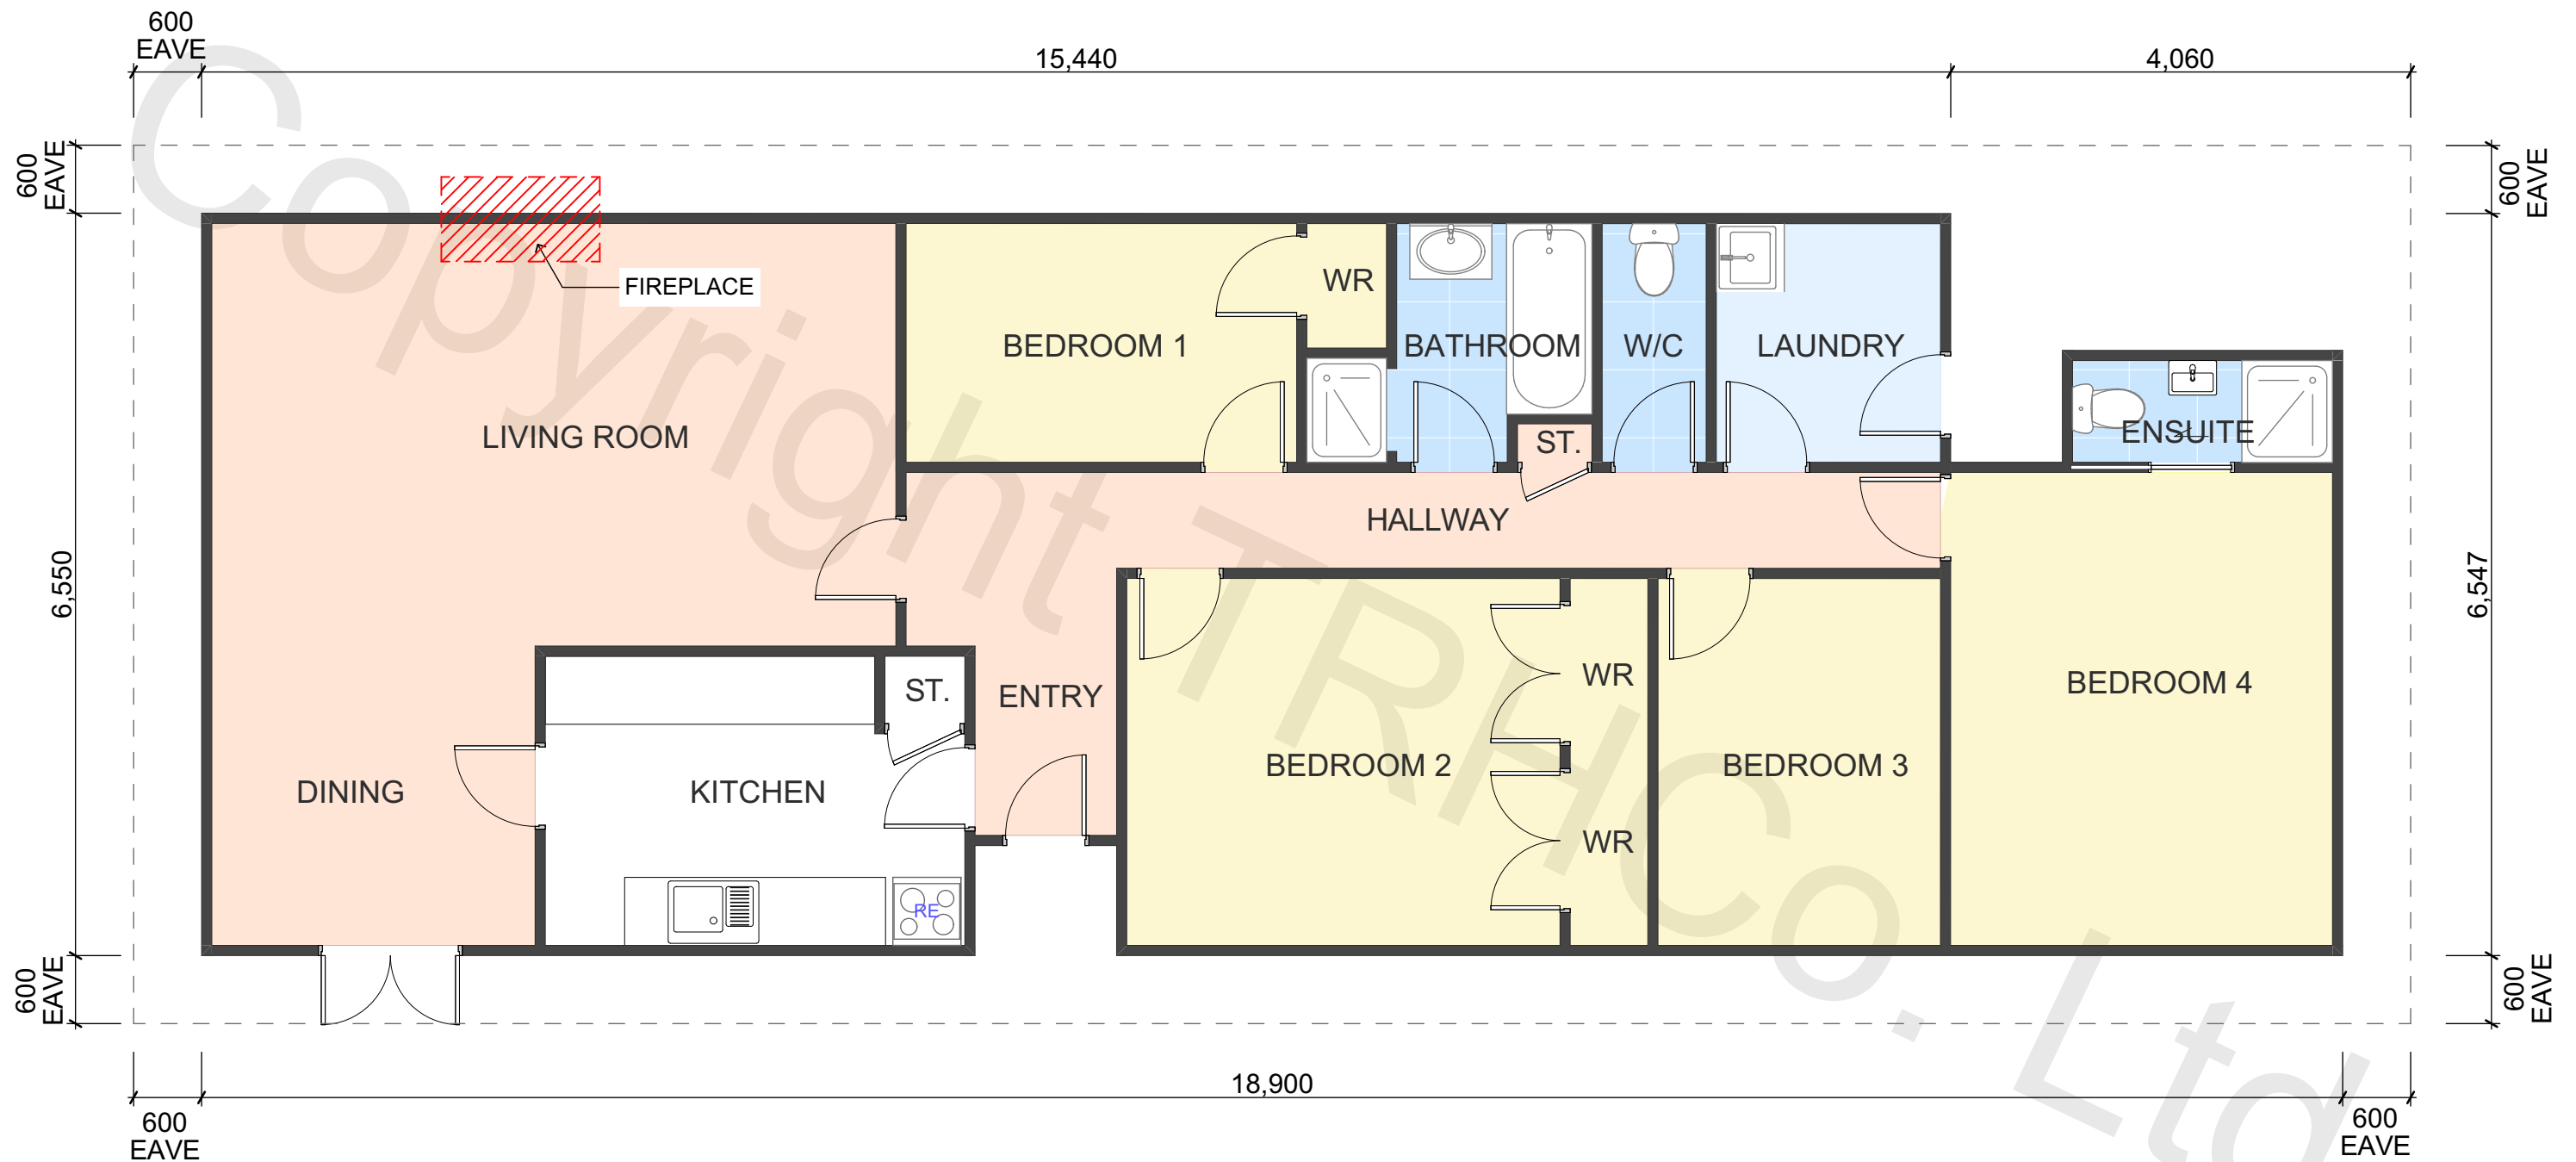 600
EAVE
15,440
4,060
600
EAVE
600
EAVE
FIREPLACE
WR
BEDROOM 1
BATHROOM
W/C
LAUNDRY
LIVING ROOM
ST.
ENSUITE
HALLWAY
6,550
6,547
WR
ST.
ENTRY
BEDROOM 4
DINING
KITCHEN
BEDROOM 2
BEDROOM 3
WR
RE
600
EAVE
600
EAVE
18,900
600
EAVE
600
EAVE
Copyright TRHCo. Ltd